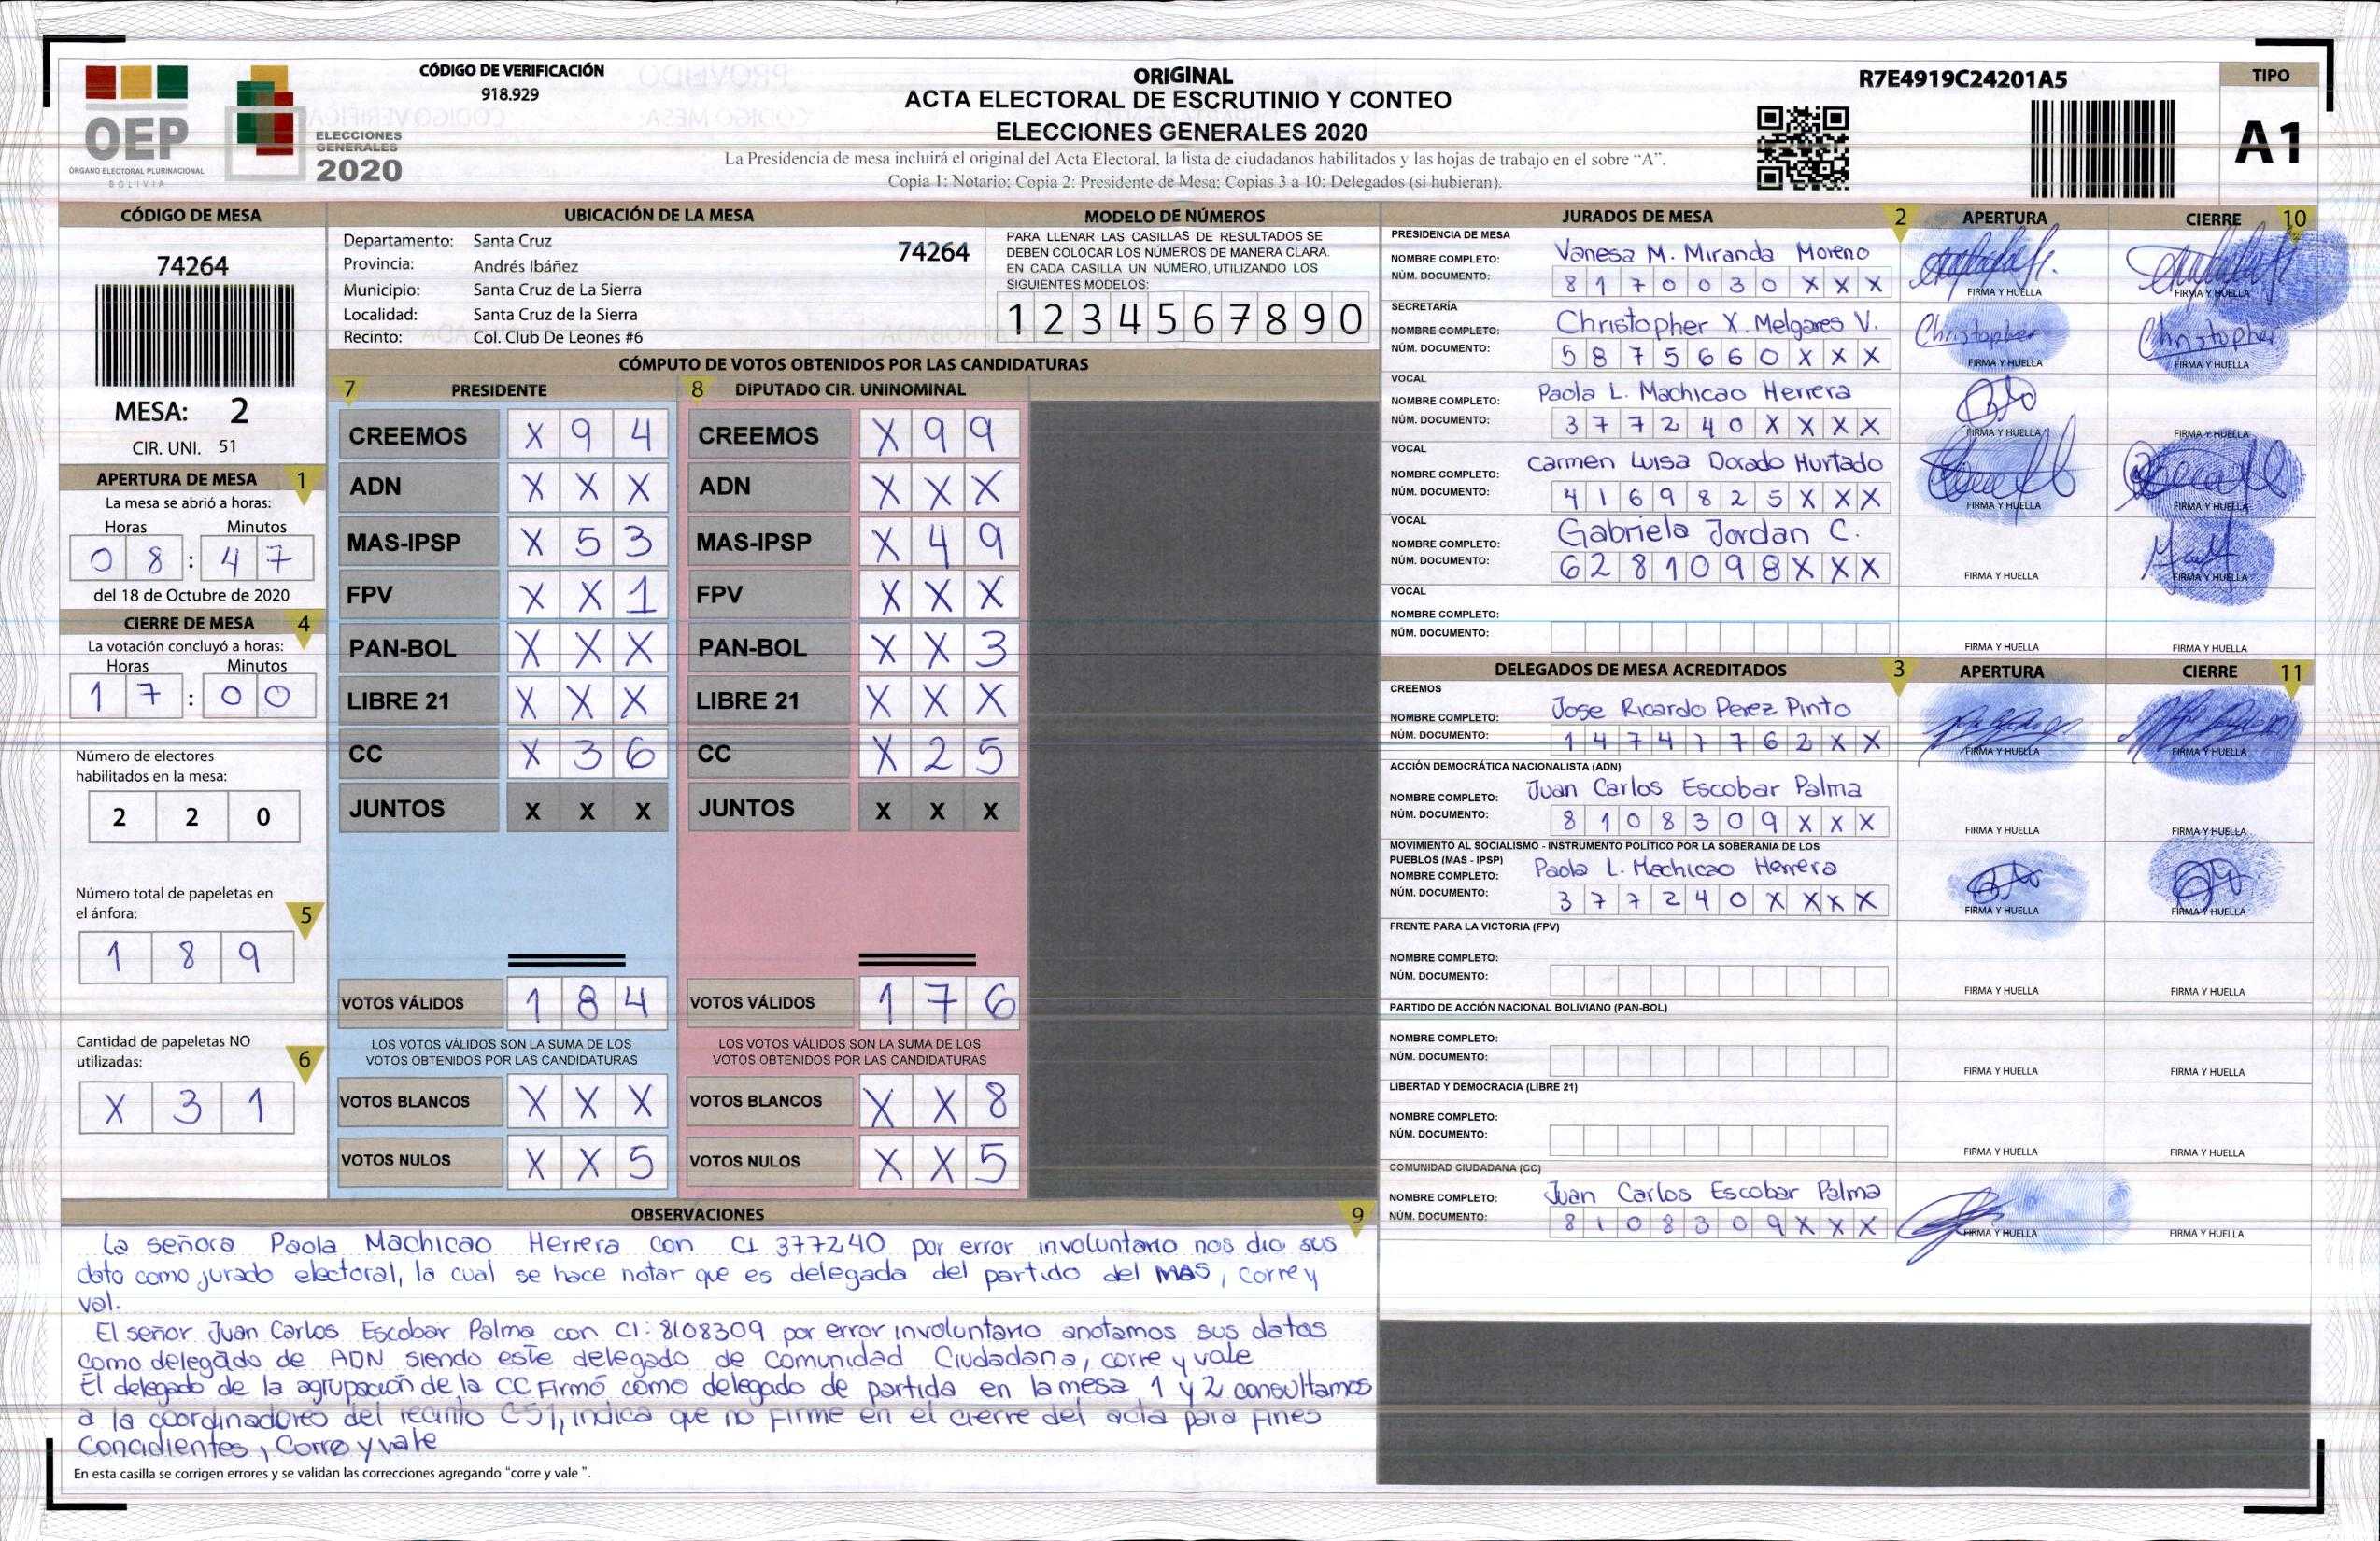 CÓDIGO DE VERIFICACIÓN
918.929
OEP
ÓRGANO ELECTORAL PLURINACIONAL
BOLIVIA
ELECCIONES
GENERALES
2020
ORIGINAL
ACTA ELECTORAL DE ESCRUTINIO Y CONTEO
ELECCIONES GENERALES 2020
La Presidencia de mesa incluirá el original del Acta Electoral, la lista de ciudadanos habilitados y las hojas de trabajo en el sobre “A”.
Copia 1: Notario; Copia 2: Presidente de Mesa; Copias 3 a 10: Delegados (si hubieran).
R7E4919C24201A5
TIPO
A1
CÓDIGO DE MESA
74264
MESA: 2
CIR. UNI. 51
APERTURA DE MESA 1
La mesa se abrió a horas:
Horas Minutos
0 8 : 4 7
del 18 de Octubre de 2020
CIERRE DE MESA 4
La votación concluyó a horas:
Horas Minutos
1 7 : 0 0
Número de electores
habilitados en la mesa:
2 2 0
Número total de papeletas en
el ánfora: 5
1 8 9
Cantidad de papeletas NO
utilizadas: 6
X 3 1
UBICACIÓN DE LA MESA
Departamento: Santa Cruz 74264
Provincia: Andrés Ibáñez
Municipio: Santa Cruz de La Sierra
Localidad: Santa Cruz de la Sierra
Recinto: Col. Club De Leones #6
MODELO DE NÚMEROS
PARA LLENAR LAS CASILLAS DE RESULTADOS SE
DEBEN COLOCAR LOS NÚMEROS DE MANERA CLARA.
EN CADA CASILLA UN NÚMERO, UTILIZANDO LOS
SIGUIENTES MODELOS:
1 2 3 4 5 6 7 8 9 0
CÓMPUTO DE VOTOS OBTENIDOS POR LAS CANDIDATURAS
7 PRESIDENTE 8 DIPUTADO CIR. UNINOMINAL
CREEMOS X 9 4 CREEMOS X 9 9
ADN X X X ADN X X X
MAS-IPSP X 5 3 MAS-IPSP X 4 9
FPV X X 1 FPV X X X
PAN-BOL X X X PAN-BOL X X 3
LIBRE 21 X X X LIBRE 21 X X X
CC X 3 6 CC X 2 5
JUNTOS X X X JUNTOS X X X
VOTOS VÁLIDOS 1 8 4 VOTOS VÁLIDOS 1 7 6
LOS VOTOS VÁLIDOS SON LA SUMA DE LOS LOS VOTOS VÁLIDOS SON LA SUMA DE LOS
VOTOS OBTENIDOS POR LAS CANDIDATURAS VOTOS OBTENIDOS POR LAS CANDIDATURAS
VOTOS BLANCOS X X X VOTOS BLANCOS X X 8
VOTOS NULOS X X 5 VOTOS NULOS X X 5
OBSERVACIONES 9
La señora Paola Machicao Herrera con CI 377240 por error involuntario nos dio sus
dato como jurado electoral, la cual se hace notar que es delegada del partido del MAS, corre y
val.
El señor Juan Carlos Escobar Palma con CI: 8108309 por error involuntario anotamos sus datos
como delegado de ADN siendo este delegado de comunidad Ciudadana, corre y vale
El delegado de la agrupación de la CC Firmó como delegado de partido en la mesa 1 y 2 consultamos
a la coordinadores del recinto C51, indica que no firme en el cierre del acta para fines
Concidientes, Corre y vale
En esta casilla se corrigen errores y se validan las correcciones agregando “corre y vale ”.
JURADOS DE MESA 2 APERTURA CIERRE 10
PRESIDENCIA DE MESA
NOMBRE COMPLETO: Vanesa M. Miranda Moreno
NÚM. DOCUMENTO: 8 1 7 0 0 3 0 X X X FIRMA Y HUELLA FIRMA Y HUELLA
SECRETARÍA
NOMBRE COMPLETO: Christopher X. Melgares V. Christopher Christopher
NÚM. DOCUMENTO: 5 8 7 5 6 6 0 X X X FIRMA Y HUELLA FIRMA Y HUELLA
VOCAL
NOMBRE COMPLETO: Paola L. Machicao Herrera
NÚM. DOCUMENTO: 3 7 7 2 4 0 X X X X FIRMA Y HUELLA FIRMA Y HUELLA
VOCAL
NOMBRE COMPLETO: Carmen Luisa Dorado Hurtado
NÚM. DOCUMENTO: 4 1 6 9 8 2 5 X X X FIRMA Y HUELLA FIRMA Y HUELLA
VOCAL
NOMBRE COMPLETO: Gabriela Jordan C.
NÚM. DOCUMENTO: 6 2 8 1 0 9 8 X X X FIRMA Y HUELLA FIRMA Y HUELLA
VOCAL
NOMBRE COMPLETO:
NÚM. DOCUMENTO: FIRMA Y HUELLA FIRMA Y HUELLA
DELEGADOS DE MESA ACREDITADOS 3 APERTURA CIERRE 11
CREEMOS
NOMBRE COMPLETO: Jose Ricardo Perez Pinto
NÚM. DOCUMENTO: 1 4 7 4 7 7 6 2 X X FIRMA Y HUELLA FIRMA Y HUELLA
ACCIÓN DEMOCRÁTICA NACIONALISTA (ADN)
NOMBRE COMPLETO: Juan Carlos Escobar Palma
NÚM. DOCUMENTO: 8 1 0 8 3 0 9 X X X FIRMA Y HUELLA FIRMA Y HUELLA
MOVIMIENTO AL SOCIALISMO - INSTRUMENTO POLÍTICO POR LA SOBERANIA DE LOS
PUEBLOS (MAS - IPSP)
NOMBRE COMPLETO: Paola L. Machicao Herrera
NÚM. DOCUMENTO: 3 7 7 2 4 0 X X X X FIRMA Y HUELLA FIRMA Y HUELLA
FRENTE PARA LA VICTORIA (FPV)
NOMBRE COMPLETO:
NÚM. DOCUMENTO: FIRMA Y HUELLA FIRMA Y HUELLA
PARTIDO DE ACCIÓN NACIONAL BOLIVIANO (PAN-BOL)
NOMBRE COMPLETO:
NÚM. DOCUMENTO: FIRMA Y HUELLA FIRMA Y HUELLA
LIBERTAD Y DEMOCRACIA (LIBRE 21)
NOMBRE COMPLETO:
NÚM. DOCUMENTO: FIRMA Y HUELLA FIRMA Y HUELLA
COMUNIDAD CIUDADANA (CC)
NOMBRE COMPLETO: Juan Carlos Escobar Palma
NÚM. DOCUMENTO: 8 1 0 8 3 0 9 X X X FIRMA Y HUELLA FIRMA Y HUELLA